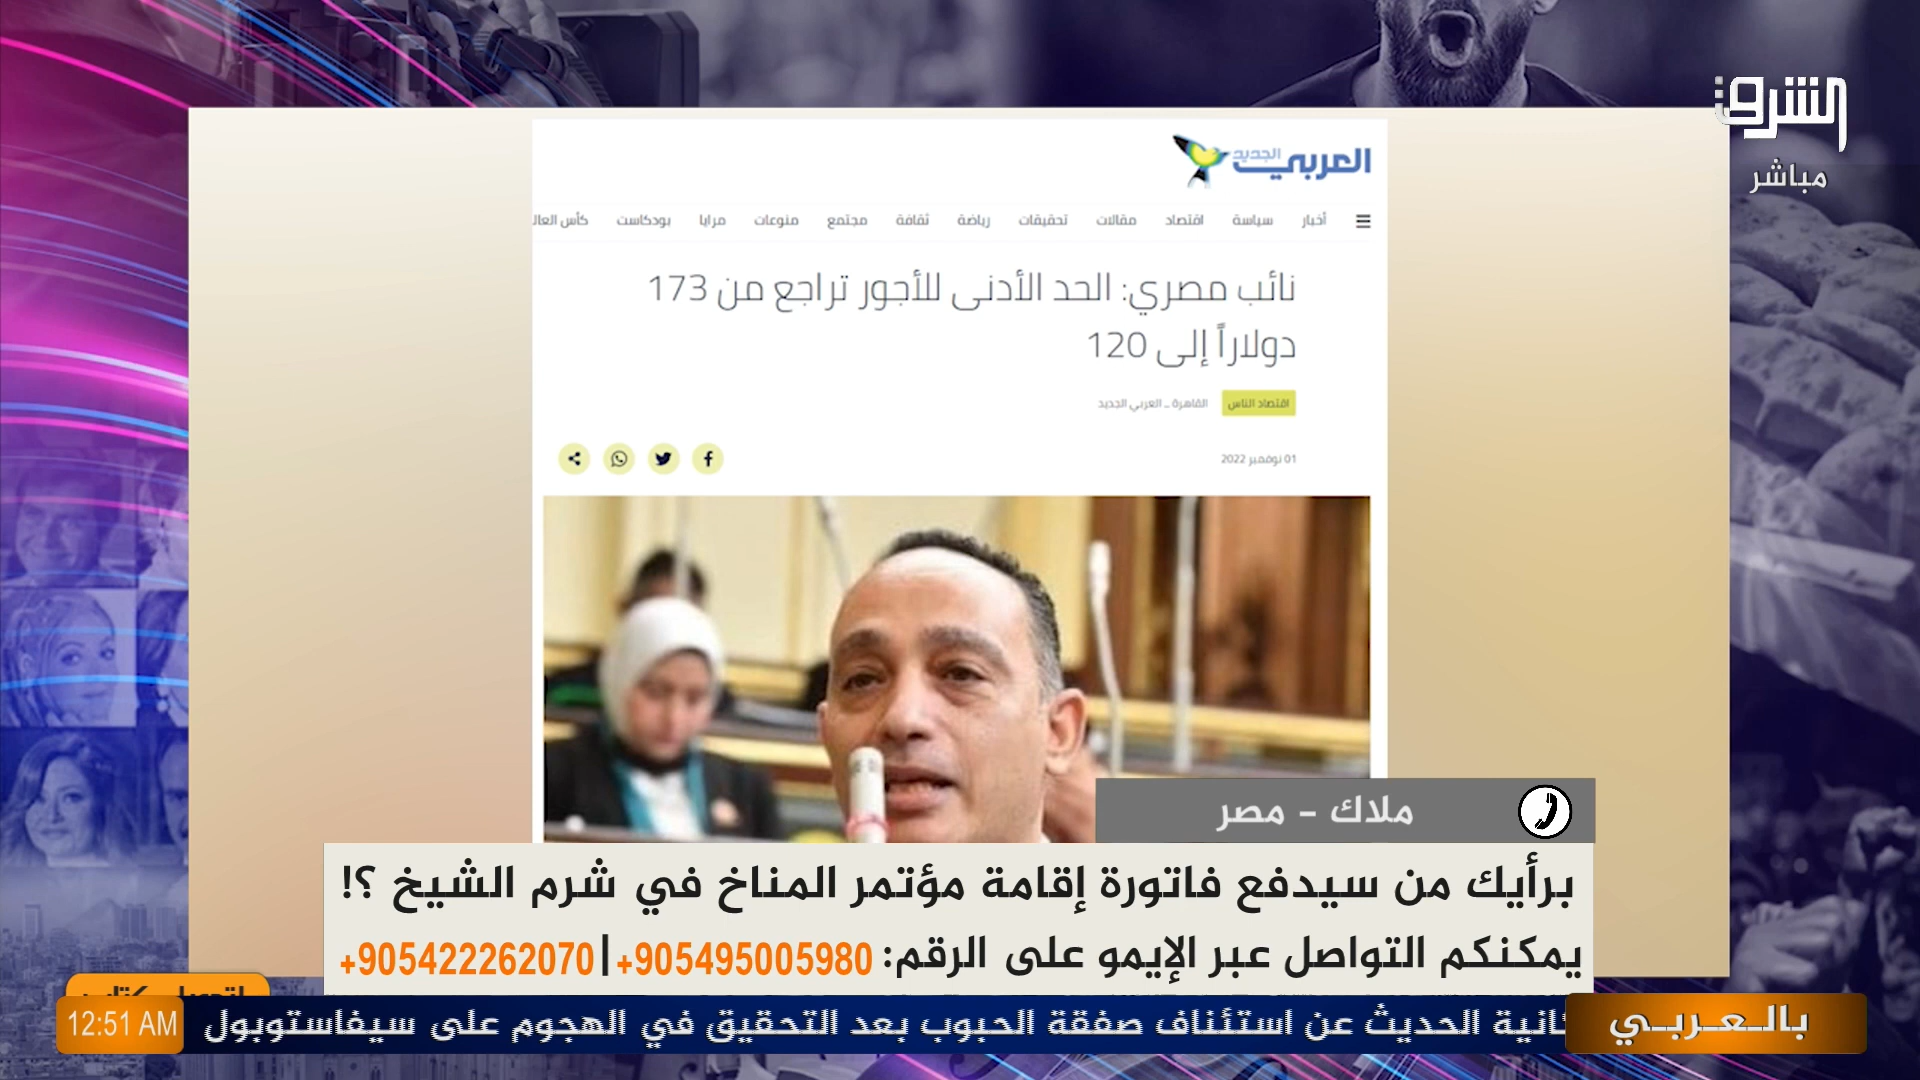 الشرق
مباشر
العربي الجديد
أخبار سياسة اقتصاد مقالات تحقيقات رياضة ثقافة مجتمع منوعات مرايا بودكاست كأس العال
نائب مصري: الحد الأدنى للأجور تراجع من 173
دولاراً إلى 120
اقتصاد الناس القاهرة ـ العربي الجديد
01 نوفمبر 2022
ملاك - مصر
برأيك من سيدفع فاتورة إقامة مؤتمر المناخ في شرم الشيخ ؟!
يمكنكم التواصل عبر الإيمو على الرقم: 905495005980+|905422262070+
بالـعـربـي
الحديث عن استئناف صفقة الحبوب بعد التحقيق في الهجوم على سيفاستوبول
12:51 AM